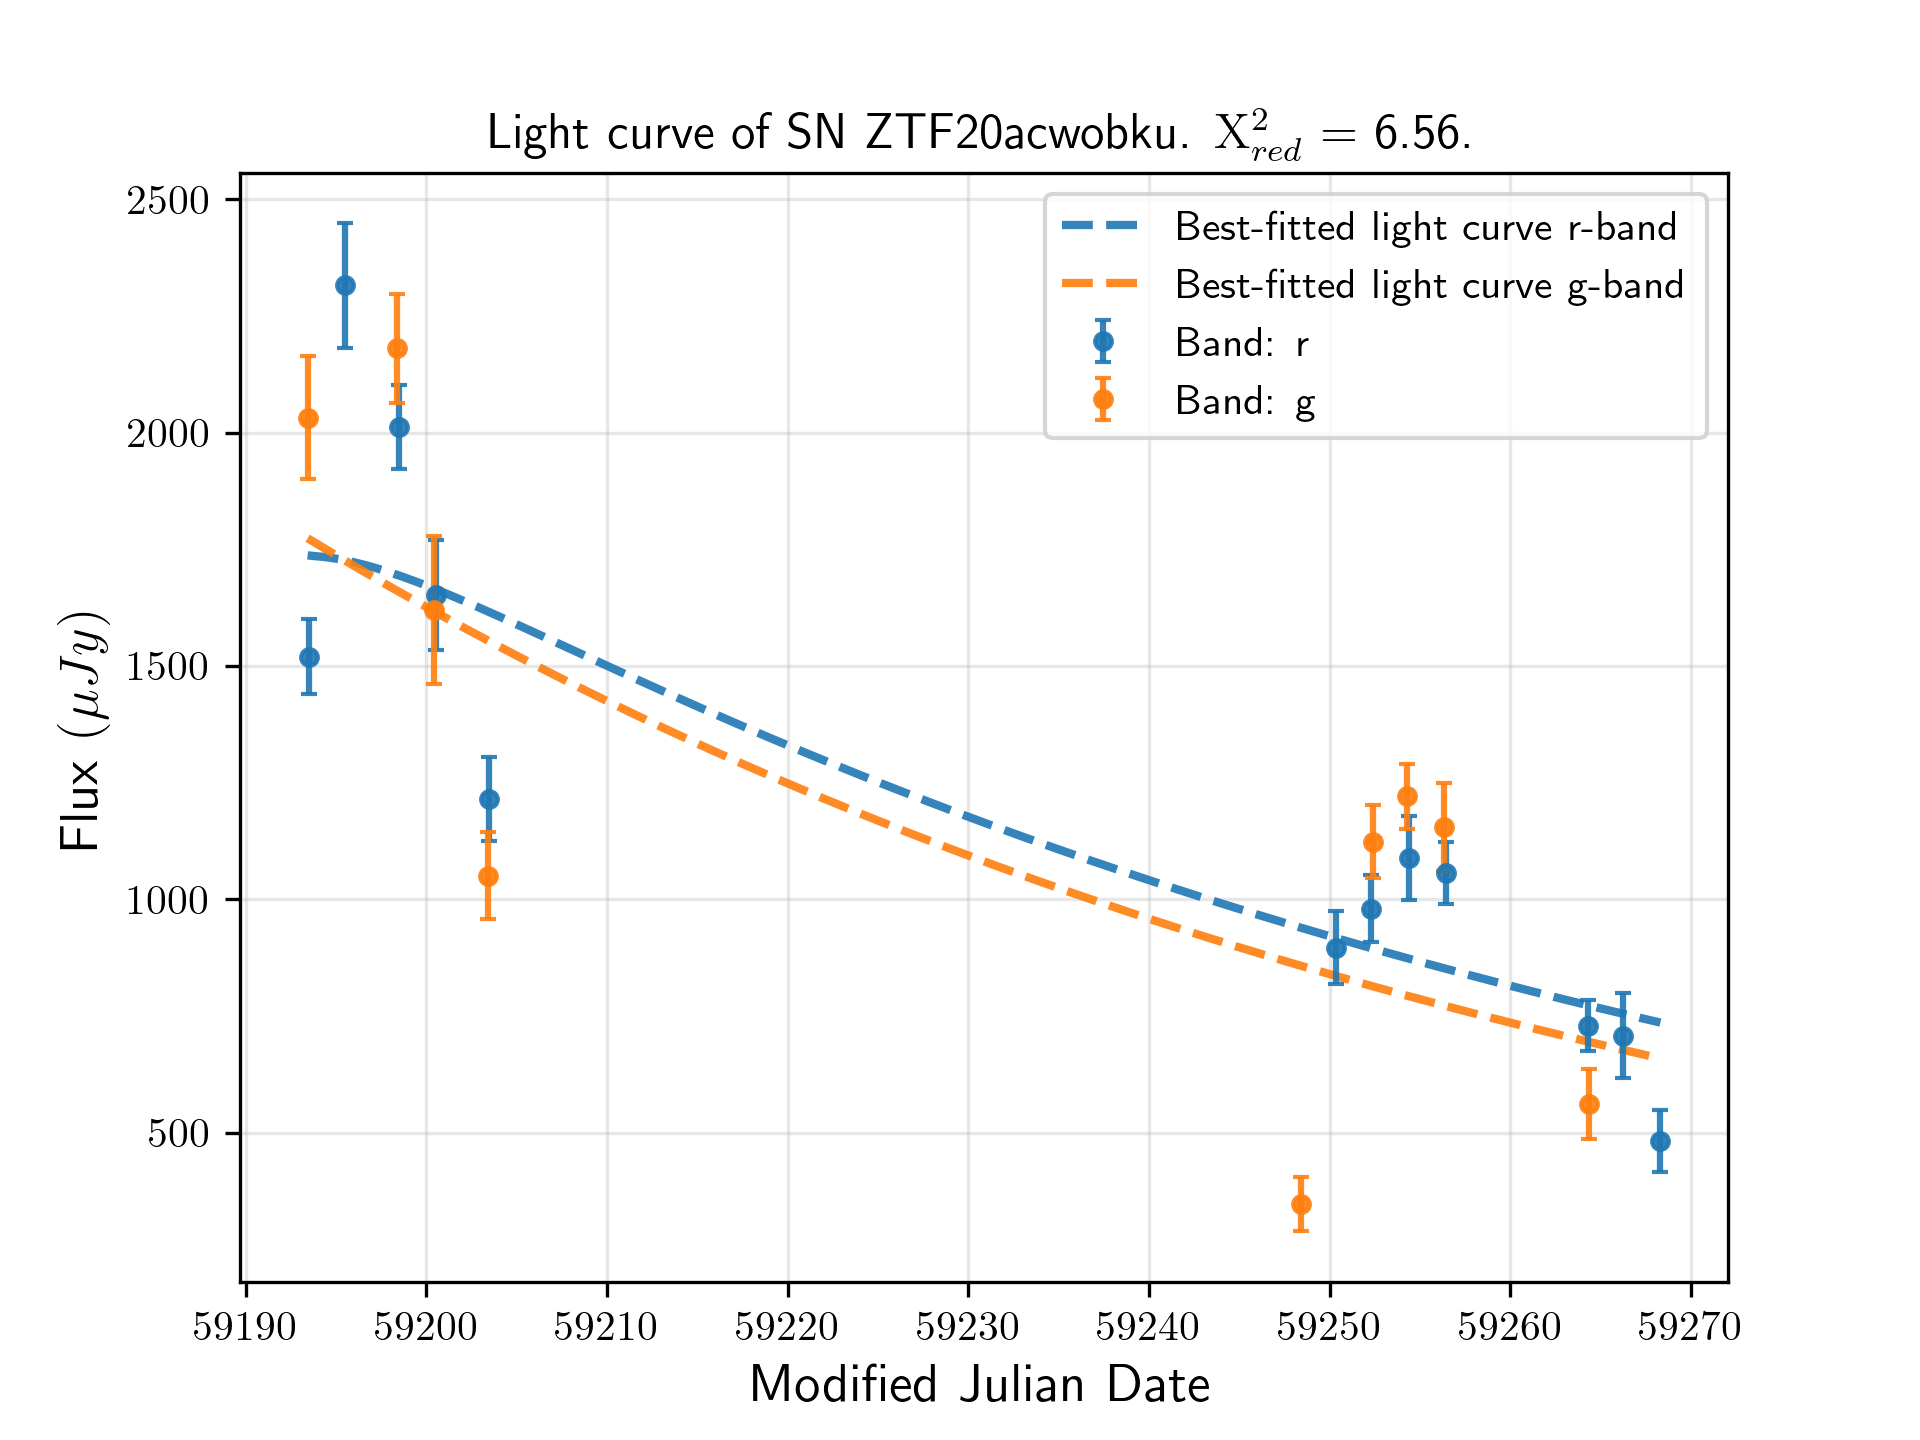 Light curve of SN ZTF20acwobku. X²_red = 6.56.
Best-fitted light curve r-band
Best-fitted light curve g-band
Band: r
Band: g
2500
2000
1500
1000
500
Flux (μJy)
59190 59200 59210 59220 59230 59240 59250 59260 59270
Modified Julian Date